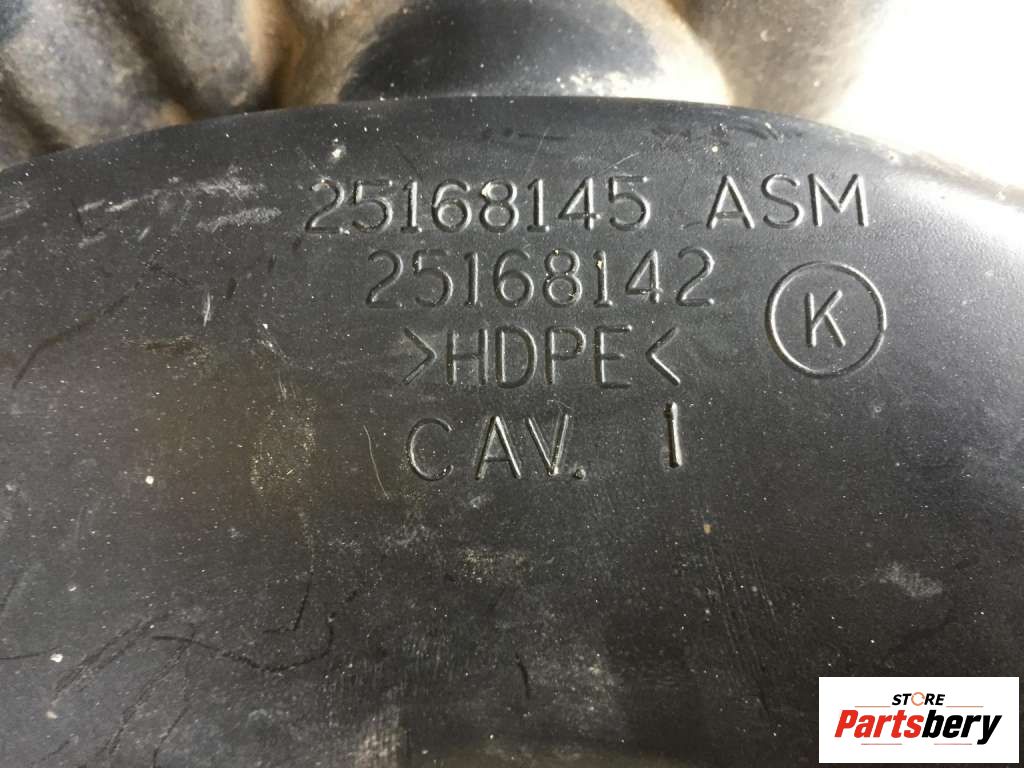 25168145 ASM
25168142
>HDPE<
K
CAV. 1
STORE
Partsbery